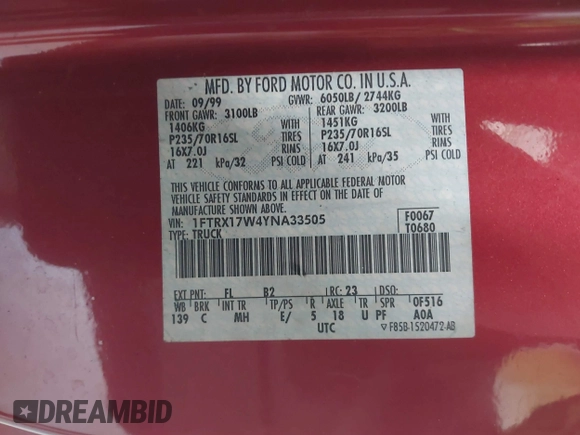 MFD. BY FORD MOTOR CO. IN U.S.A.
DATE: 09/99 GVWR: 6050LB/ 2744KG
FRONT GAWR: 3100LB REAR GAWR: 3200LB
1406KG WITH 1451KG WITH
P235/70R16SL TIRES P235/70R16SL TIRES
16X7.0J RIMS 16X7.0J RIMS
AT 221 kPa/32 PSI COLD AT 241 kPa/35 PSI COLD
THIS VEHICLE CONFORMS TO ALL APPLICABLE FEDERAL MOTOR
VEHICLE SAFETY STANDARDS IN EFFECT ON THE DATE OF
MANUFACTURE SHOWN ABOVE.
VIN: 1FTRX17W4YNA33505 F0067
TYPE: TRUCK T0680
EXT PNT: FL B2 RC: 23 DSO:
WB BRK INT TR TP/PS R AXLE TR SPR 0F516
139 C MH E/ 5 18 U PF A0A
UTC F85B-1520472-AB
DREAMBID